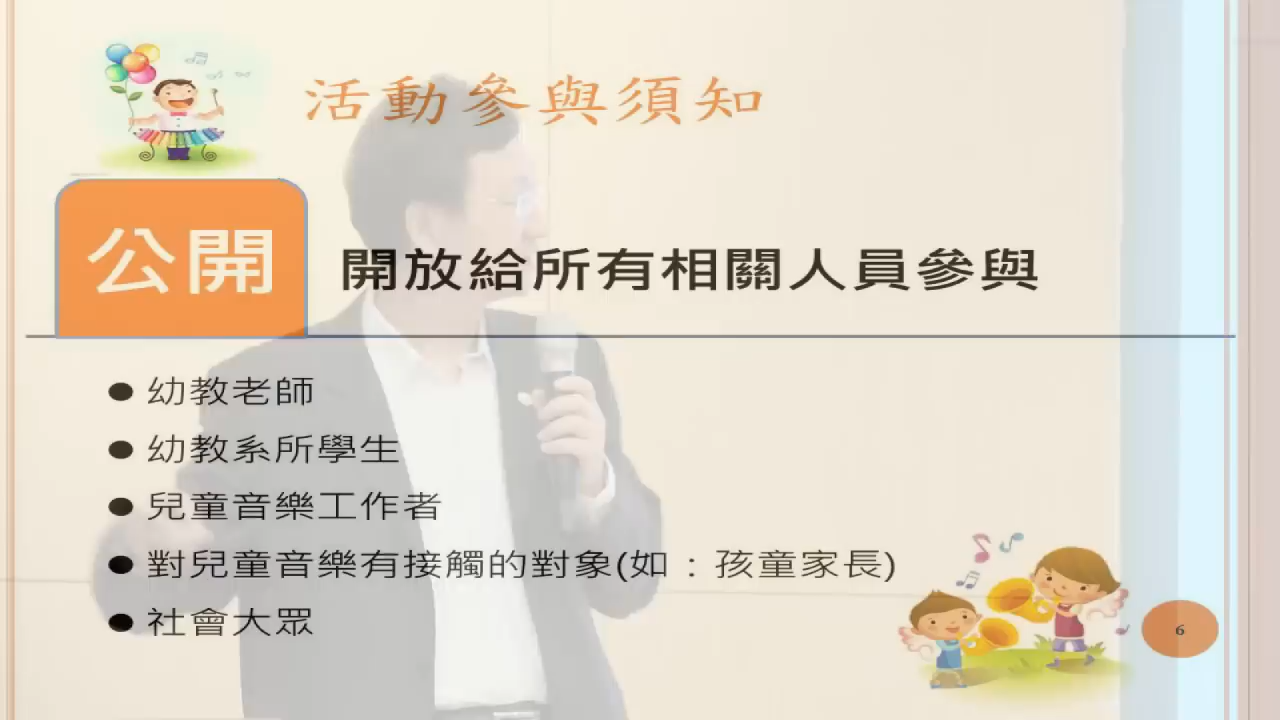 活動參與須知
公開
開放給所有相關人員參與
● 幼教老師
● 幼教系所學生
● 兒童音樂工作者
● 對兒童音樂有接觸的對象(如：孩童家長)
● 社會大眾
6